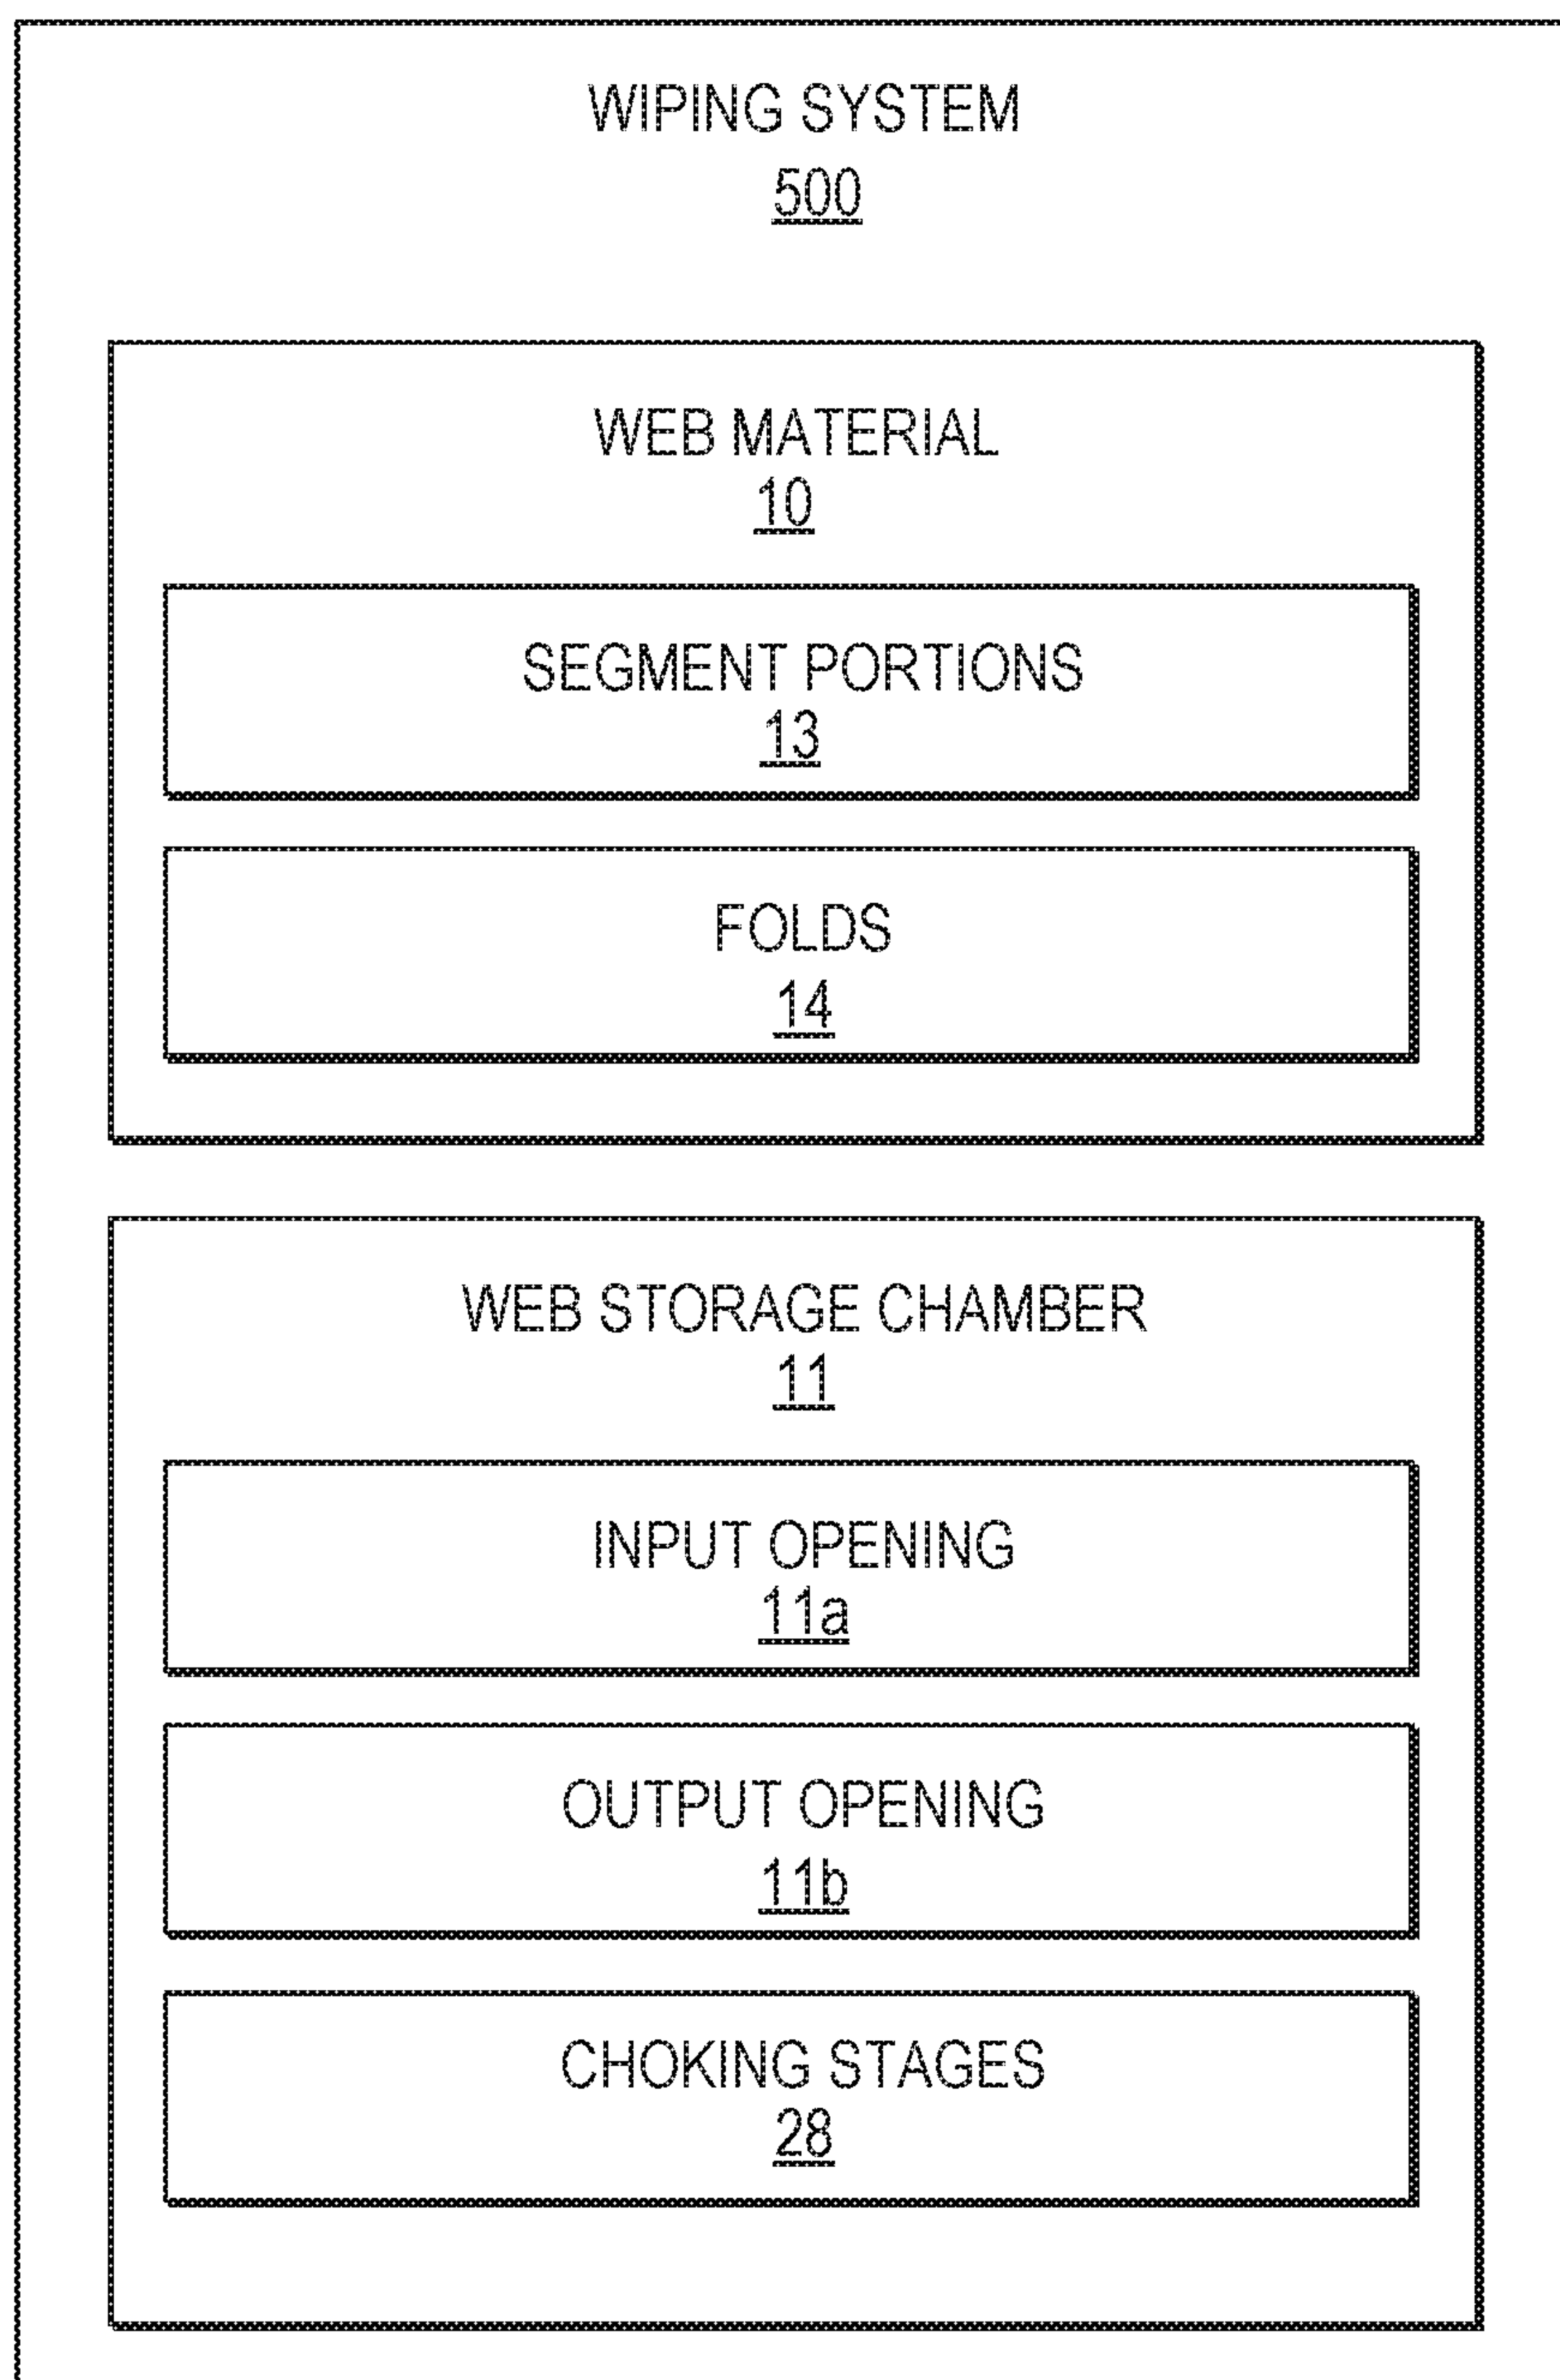 WIPING SYSTEM
500
WEB MATERIAL
10
SEGMENT PORTIONS
13
FOLDS
14
WEB STORAGE CHAMBER
11
INPUT OPENING
11a
OUTPUT OPENING
11b
CHOKING STAGES
28